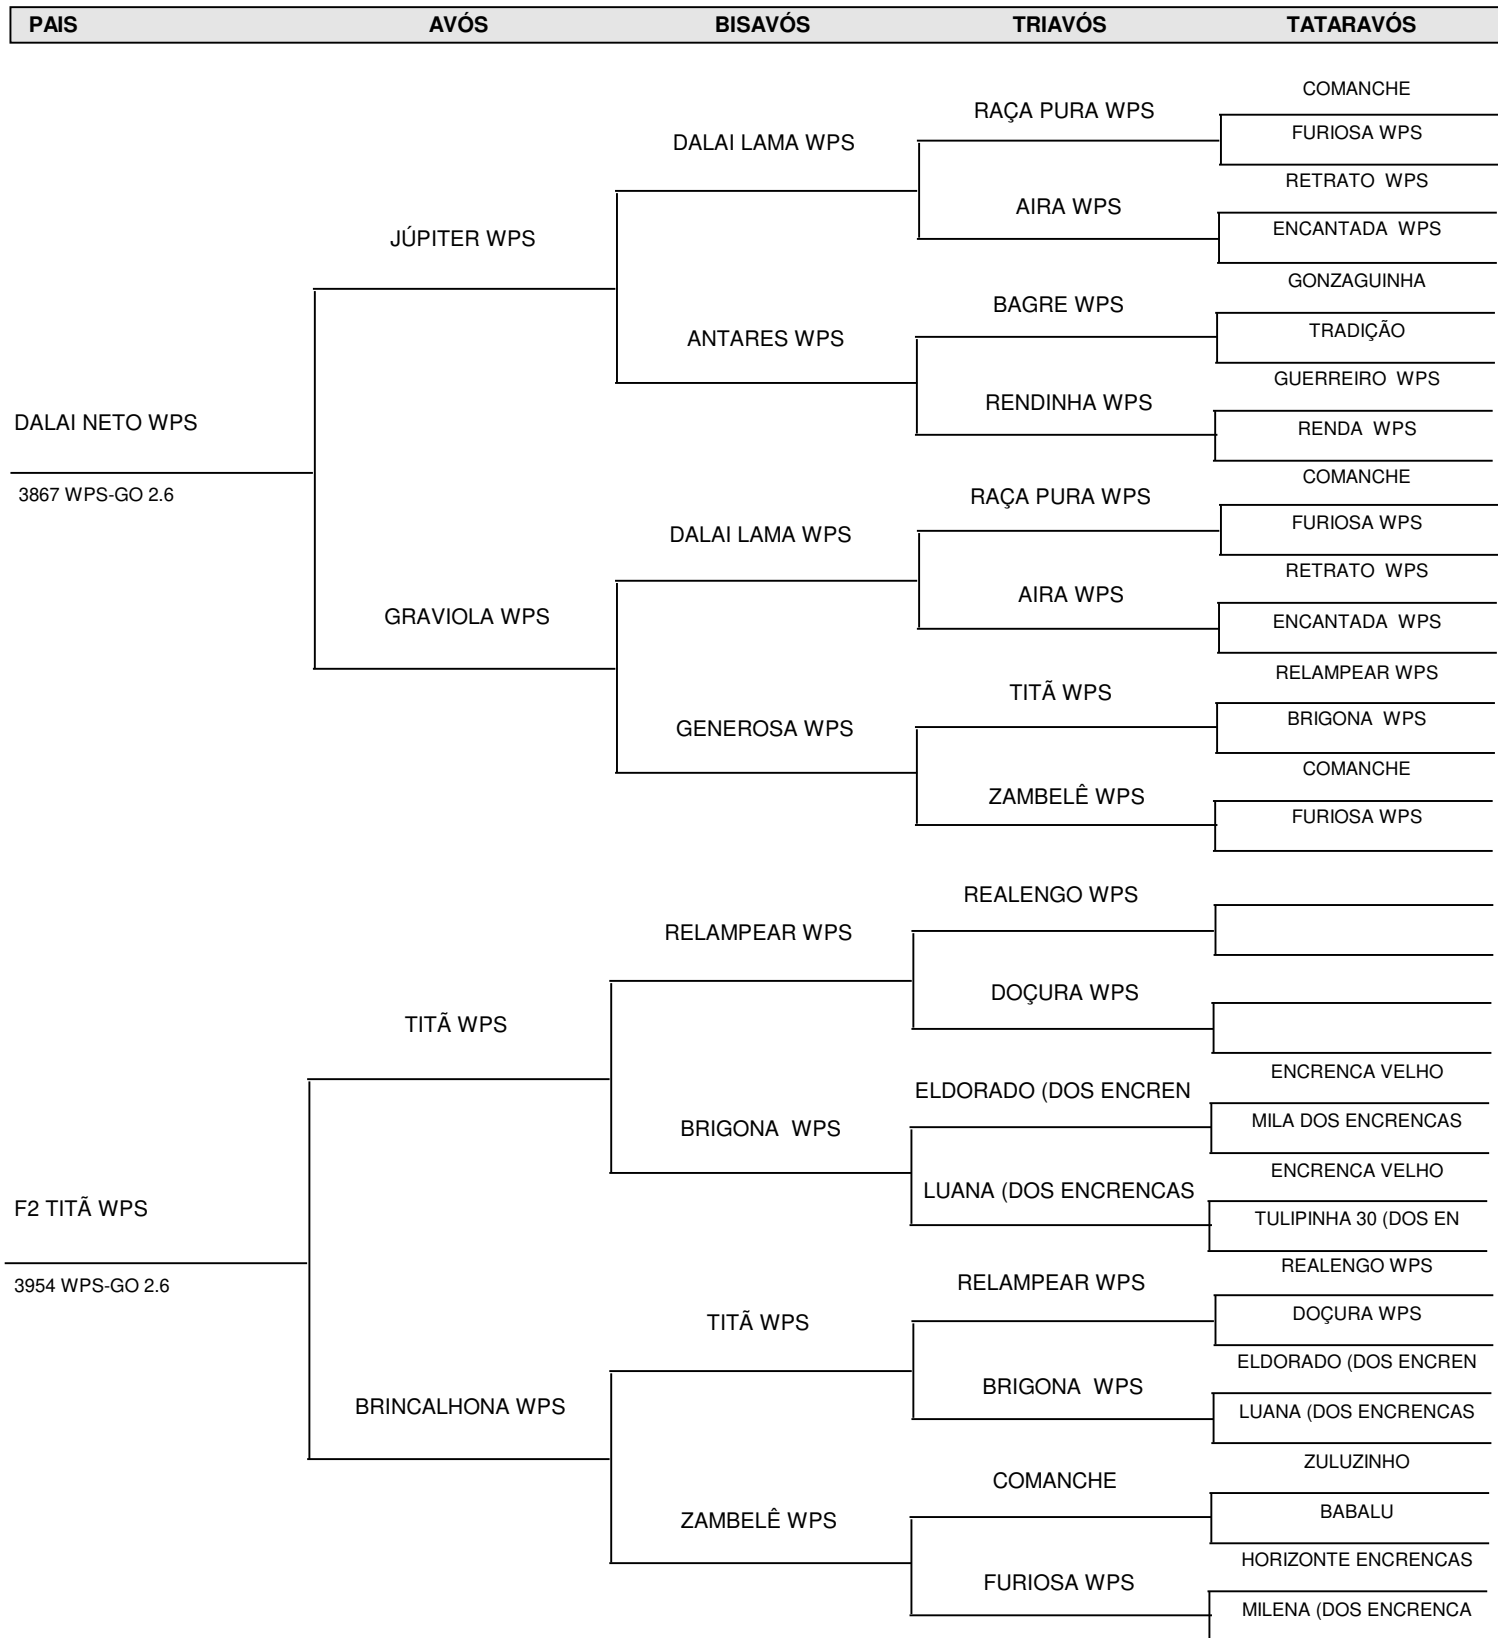 PAIS AVÓS BISAVÓS TRIAVÓS TATARAVÓS
COMANCHE
RAÇA PURA WPS
FURIOSA WPS
DALAI LAMA WPS
RETRATO WPS
AIRA WPS
ENCANTADA WPS
JÚPITER WPS
GONZAGUINHA
BAGRE WPS
TRADIÇÃO
ANTARES WPS
GUERREIRO WPS
RENDINHA WPS
RENDA WPS
DALAI NETO WPS
3867 WPS-GO 2.6
COMANCHE
RAÇA PURA WPS
FURIOSA WPS
DALAI LAMA WPS
RETRATO WPS
AIRA WPS
ENCANTADA WPS
GRAVIOLA WPS
RELAMPEAR WPS
TITÃ WPS
BRIGONA WPS
GENEROSA WPS
COMANCHE
ZAMBELÊ WPS
FURIOSA WPS
REALENGO WPS
RELAMPEAR WPS
DOÇURA WPS
TITÃ WPS
ENCRENCA VELHO
ELDORADO (DOS ENCREN
MILA DOS ENCRENCAS
BRIGONA WPS
ENCRENCA VELHO
LUANA (DOS ENCRENCAS
TULIPINHA 30 (DOS EN
F2 TITÃ WPS
3954 WPS-GO 2.6
REALENGO WPS
RELAMPEAR WPS
DOÇURA WPS
TITÃ WPS
ELDORADO (DOS ENCREN
BRIGONA WPS
LUANA (DOS ENCRENCAS
BRINCALHONA WPS
ZULUZINHO
COMANCHE
BABALU
ZAMBELÊ WPS
HORIZONTE ENCRENCAS
FURIOSA WPS
MILENA (DOS ENCRENCA